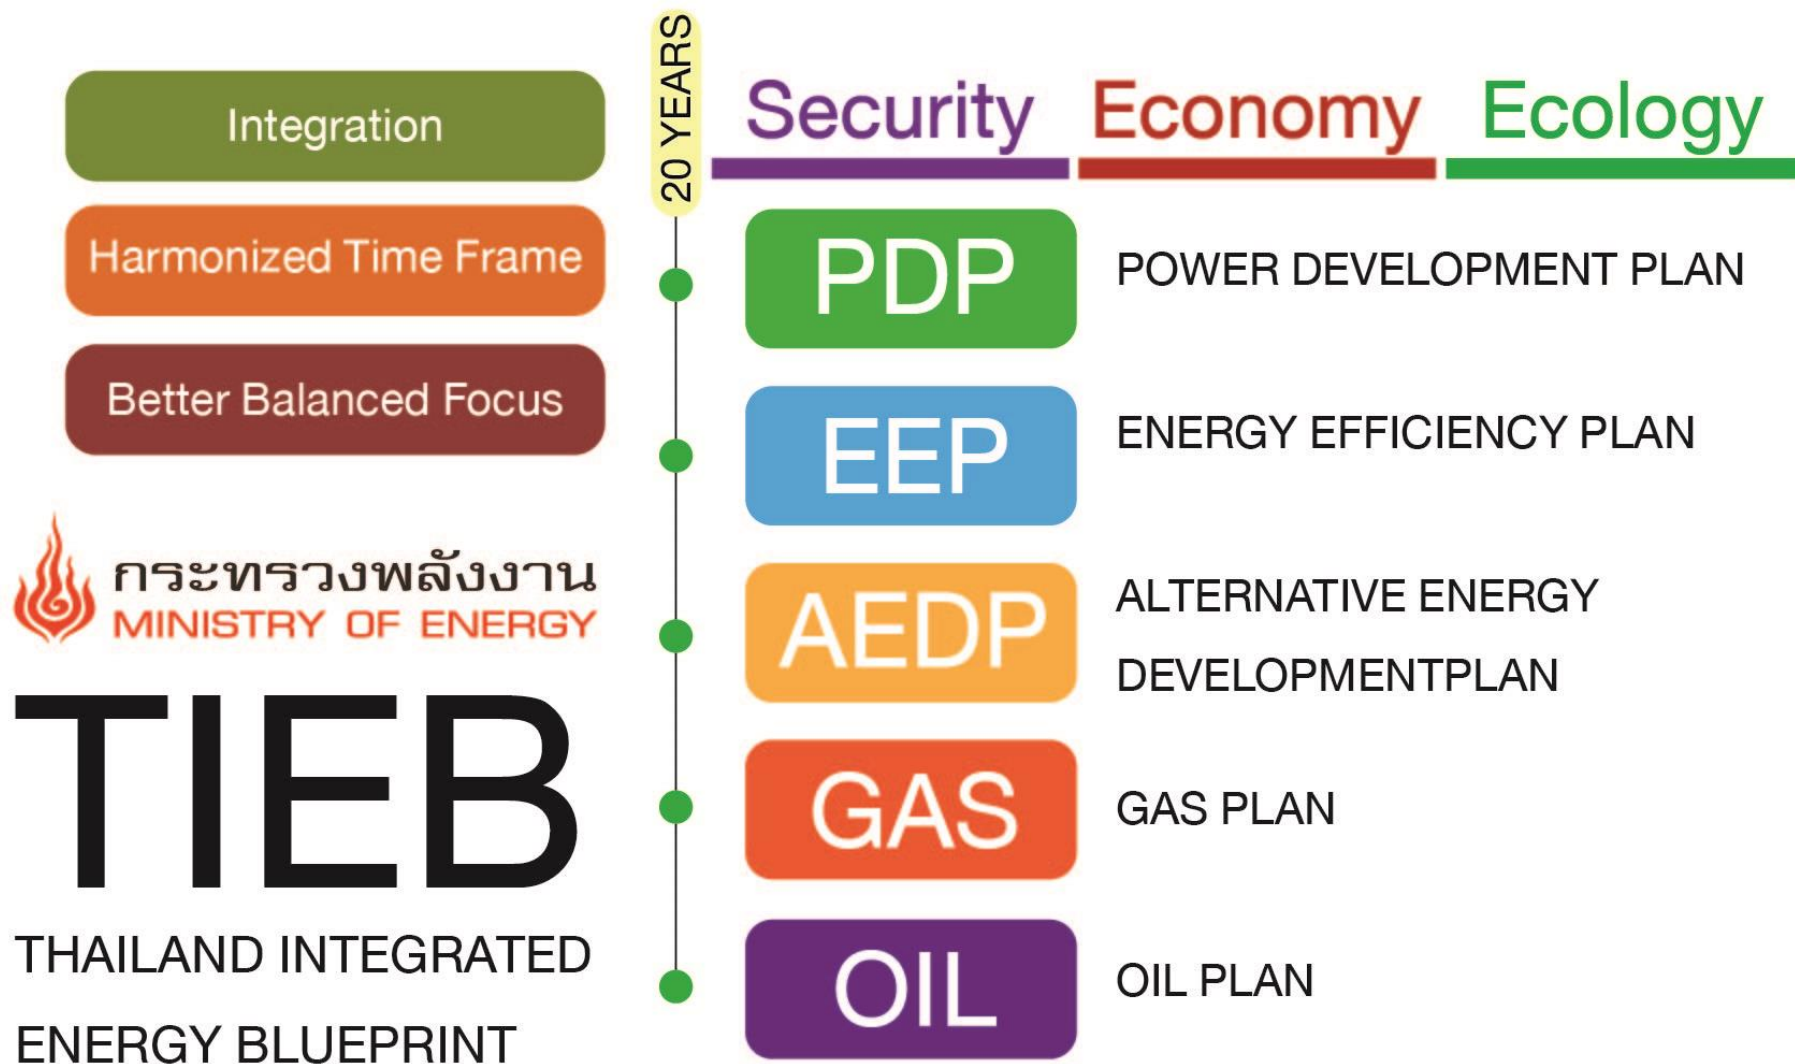 Integration
Harmonized Time Frame
Better Balanced Focus
กระทรวงพลังงาน
MINISTRY OF ENERGY
TIEB
THAILAND INTEGRATED
ENERGY BLUEPRINT
20 YEARS
Security Economy Ecology
PDP POWER DEVELOPMENT PLAN
EEP ENERGY EFFICIENCY PLAN
AEDP ALTERNATIVE ENERGY
DEVELOPMENTPLAN
GAS GAS PLAN
OIL OIL PLAN